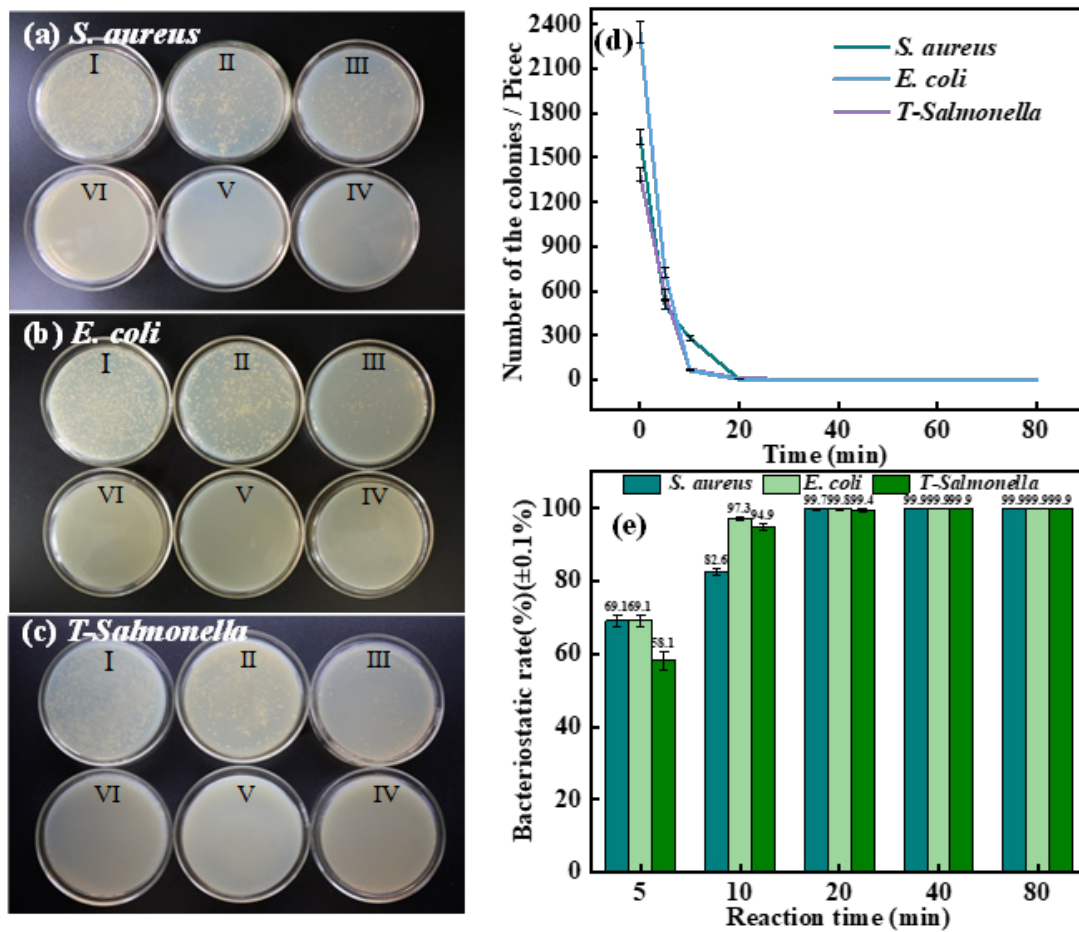 (a) S. aureus
I
II
III
VI
V
IV
(b) E. coli
I
II
III
VI
V
IV
(c) T-Salmonella
I
II
III
VI
V
IV
(d)
Number of the colonies / Picec
2400
2100
1800
1500
1200
900
600
300
0
S. aureus
E. coli
T-Salmonella
0
20
40
60
80
Time (min)
(e)
Bacteriostatic rate(%)(±0.1%)
100
80
60
40
20
0
S. aureus
E. coli
T-Salmonella
69.1
69.1
58.1
82.6
97.3
94.9
99.7
99.8
99.4
99.9
99.9
99.9
99.9
99.9
99.9
5
10
20
40
80
Reaction time (min)